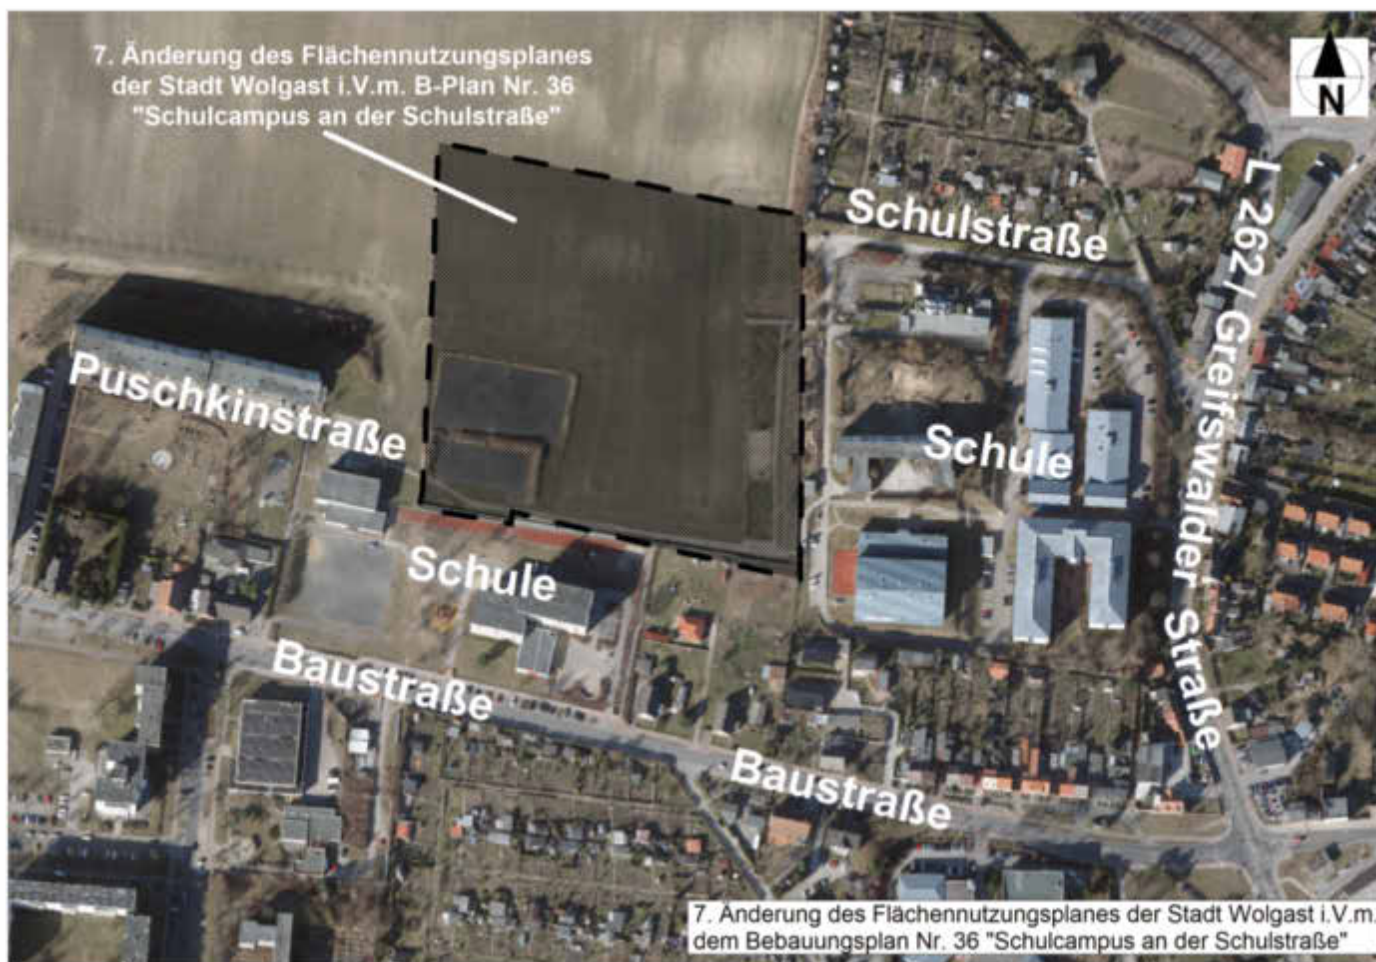 7. Änderung des Flächennutzungsplanes
der Stadt Wolgast i.V.m. B-Plan Nr. 36
"Schulcampus an der Schulstraße"
N
Schulstraße
L 262 / Greifswalder Straße
Puschkinstraße
Schule
Schule
Baustraße
Baustraße
7. Änderung des Flächennutzungsplanes der Stadt Wolgast i.V.m.
dem Bebauungsplan Nr. 36 "Schulcampus an der Schulstraße"